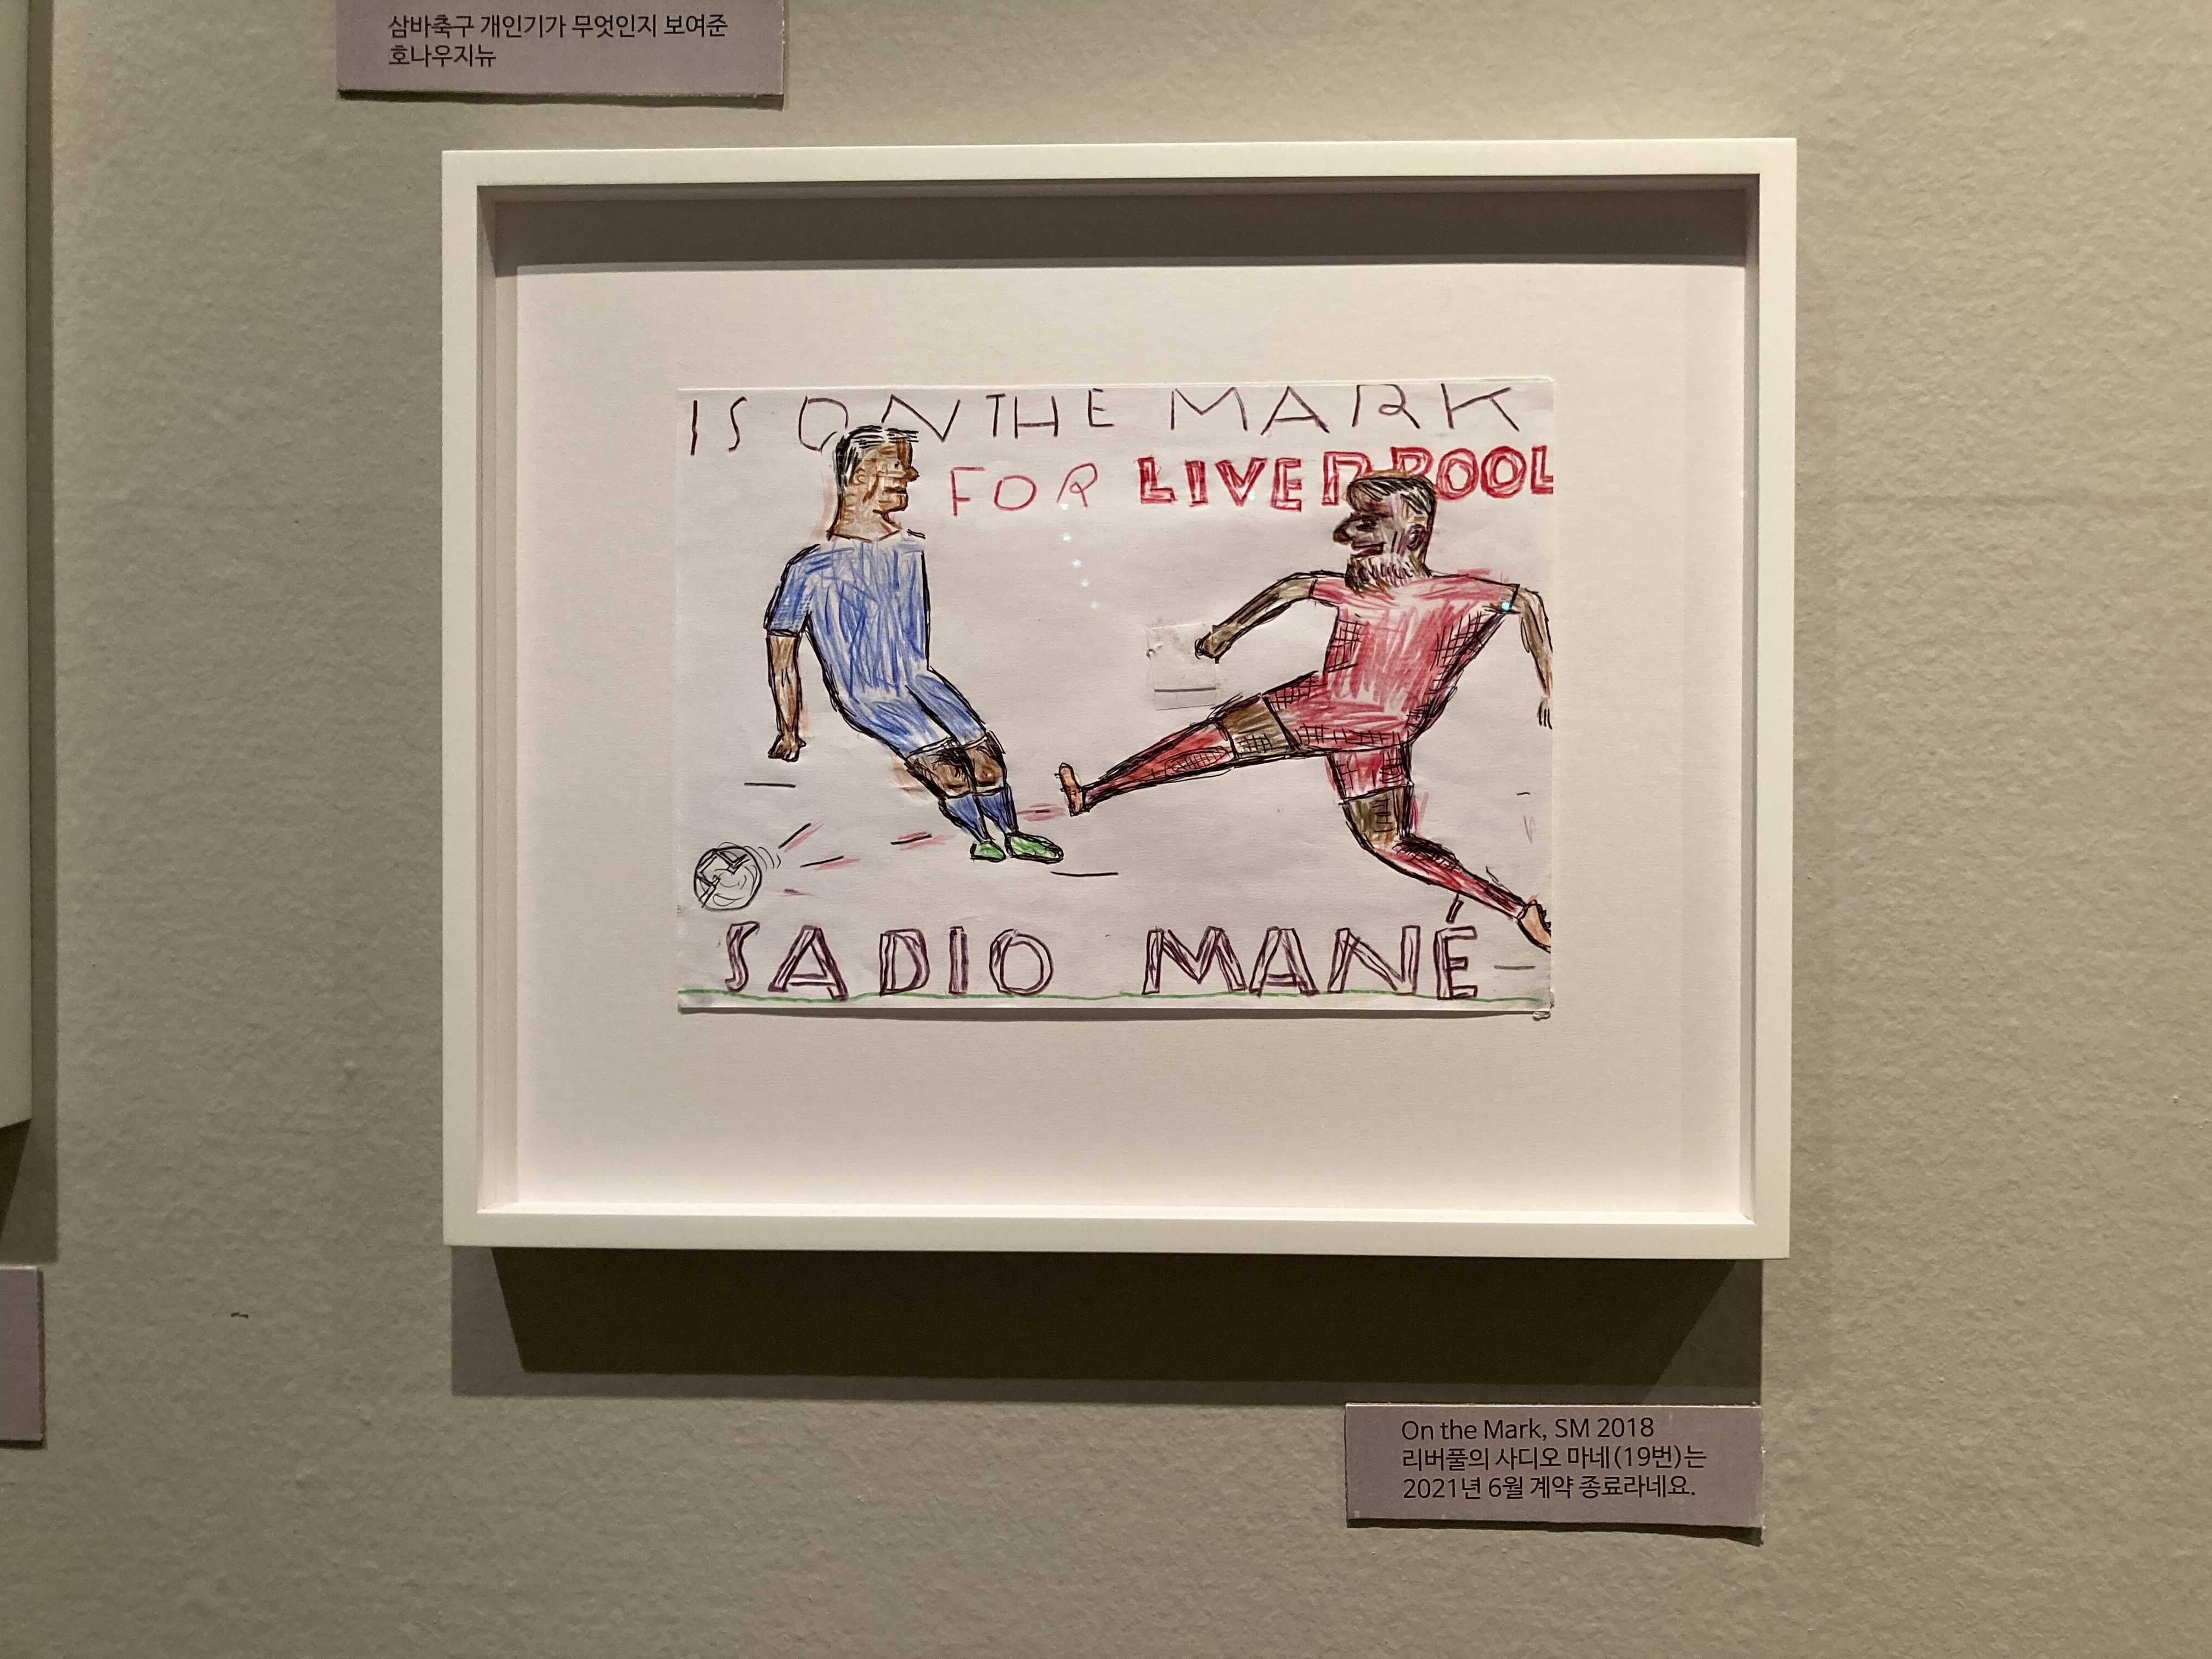 삼바축구 개인기가 무엇인지 보여준
호나우지뉴
IS ON THE MARK
FOR LIVERPOOL
SADIO MANÉ
On the Mark, SM 2018
리버풀의 사디오 마네(19번)는
2021년 6월 계약 종료라네요.